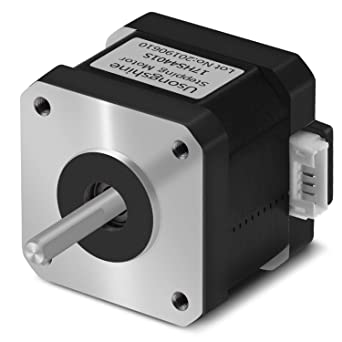 Usongshine
Stepping Motor
17HS4401S
Lot No:20190610